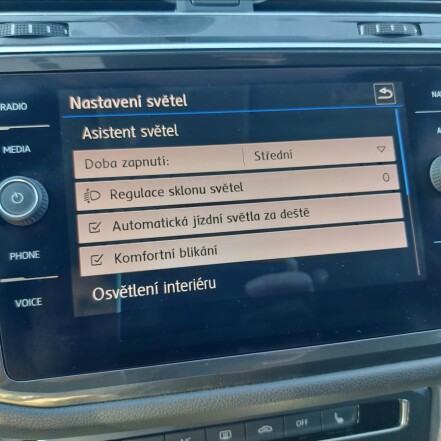 Nastavení světel
RADIO
Asistent světel
MEDIA
Doba zapnutí: Střední
Regulace sklonu světel 0
Automatická jízdní světla za deště
Komfortní blikání
PHONE
Osvětlení interiéru
VOICE
OFF